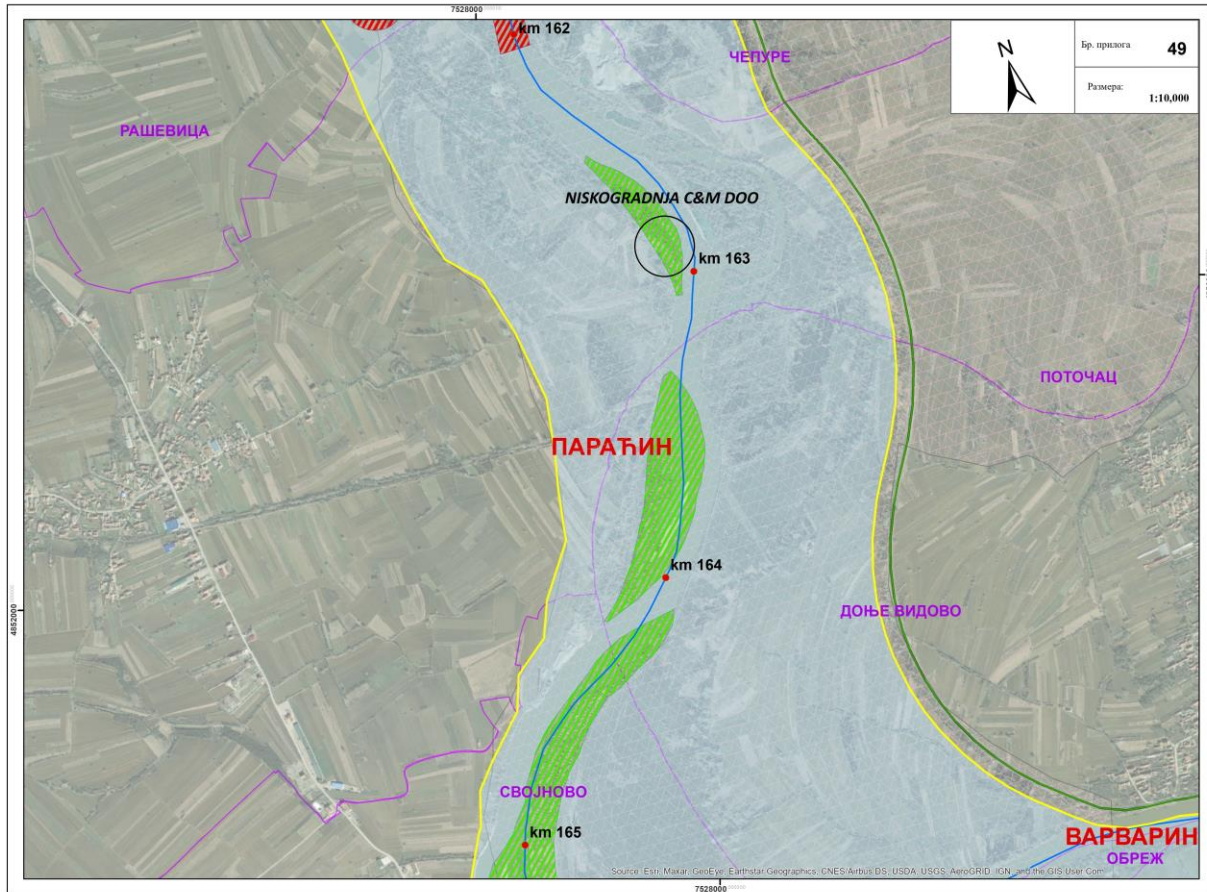 7528000
km 162
ЧЕПУРЕ
N
Бр. прилога
49
Размера:
1:10,000
РАШЕВИЦА
NISKOGRADNJA C&M DOO
km 163
ПОТОЧАЦ
ПАРАЋИН
km 164
4852000
ДОЊЕ ВИДОВО
СВОЈНОВО
km 165
ВАРВАРИН
ОБРЕЖ
Source: Esri, Maxar, GeoEye, Earthstar Geographics, CNES/Airbus DS, USDA, USGS, AeroGRID, IGN, and the GIS User Com
7528000